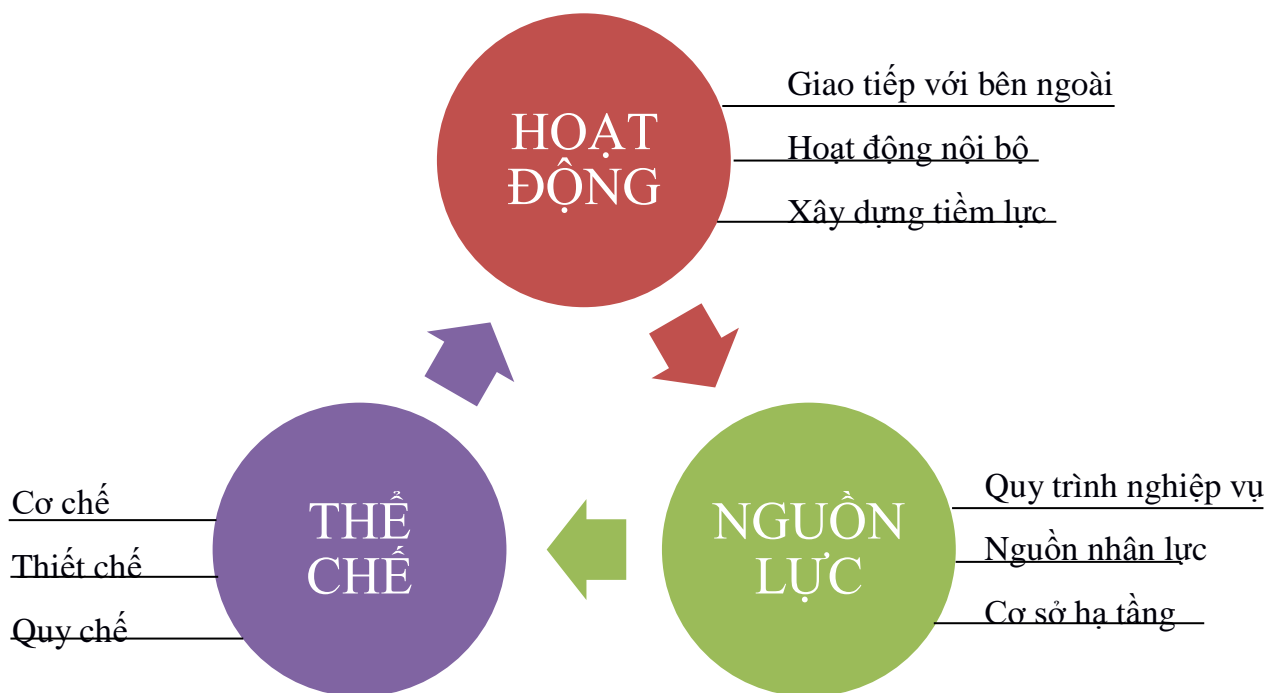 HOẠT
ĐỘNG
Giao tiếp với bên ngoài
Hoạt động nội bộ
Xây dựng tiềm lực
Cơ chế
Thiết chế
Quy chế
THỂ
CHẾ
NGUỒN
LỰC
Quy trình nghiệp vụ
Nguồn nhân lực
Cơ sở hạ tầng